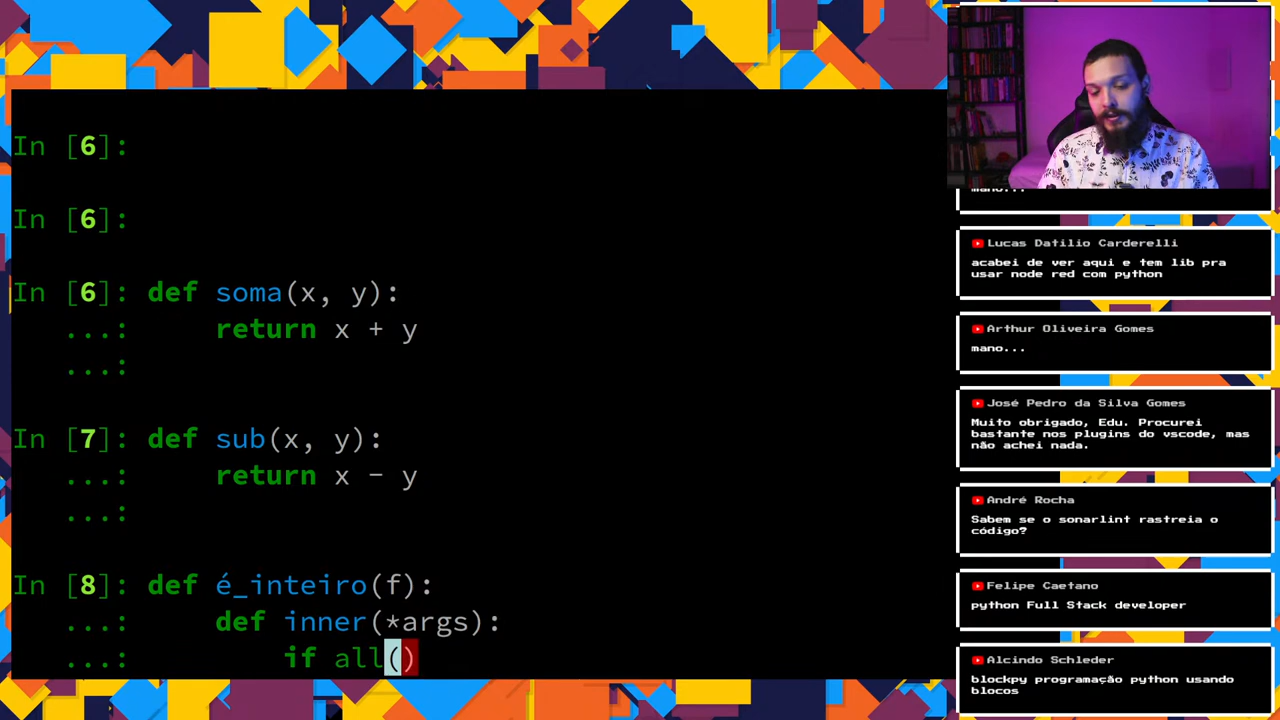 In [6]:
In [6]:
In [6]: def soma(x, y):
...:     return x + y
...:
In [7]: def sub(x, y):
...:     return x - y
...:
In [8]: def é_inteiro(f):
...:     def inner(*args):
...:         if all()
mano...
Lucas Datilio Carderelli
acabei de ver aqui e tem lib pra
usar node red com python
Arthur Oliveira Gomes
mano...
José Pedro da Silva Gomes
Muito obrigado, Edu. Procurei
bastante nos plugins do vscode, mas
não achei nada.
André Rocha
Sabem se o sonarlint rastreia o
código?
Felipe Caetano
python Full Stack developer
Alcindo Schleder
blockpy programação python usando
blocos